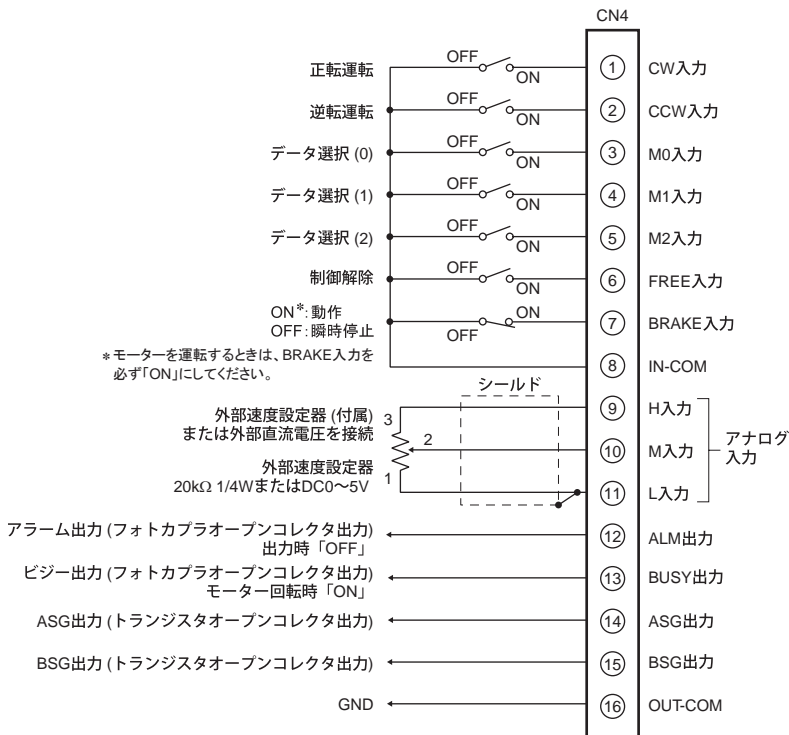 CN4
正転運転 OFF ON ① CW入力
逆転運転 OFF ON ② CCW入力
データ選択 (0) OFF ON ③ M0入力
データ選択 (1) OFF ON ④ M1入力
データ選択 (2) OFF ON ⑤ M2入力
制御解除 OFF ON ⑥ FREE入力
ON*: 動作
OFF: 瞬時停止
OFF ON ⑦ BRAKE入力
*モーターを運転するときは、BRAKE入力を
必ず「ON」にしてください。
⑧ IN-COM
シールド
外部速度設定器 (付属)
または外部直流電圧を接続
3 ⑨ H入力
2 ⑩ M入力
アナログ
入力
外部速度設定器
20kΩ 1/4WまたはDC0〜5V
1 ⑪ L入力
アラーム出力 (フォトカプラオープンコレクタ出力)
出力時「OFF」
⑫ ALM出力
ビジー出力 (フォトカプラオープンコレクタ出力)
モーター回転時「ON」
⑬ BUSY出力
ASG出力 (トランジスタオープンコレクタ出力) ⑭ ASG出力
BSG出力 (トランジスタオープンコレクタ出力) ⑮ BSG出力
GND ⑯ OUT-COM